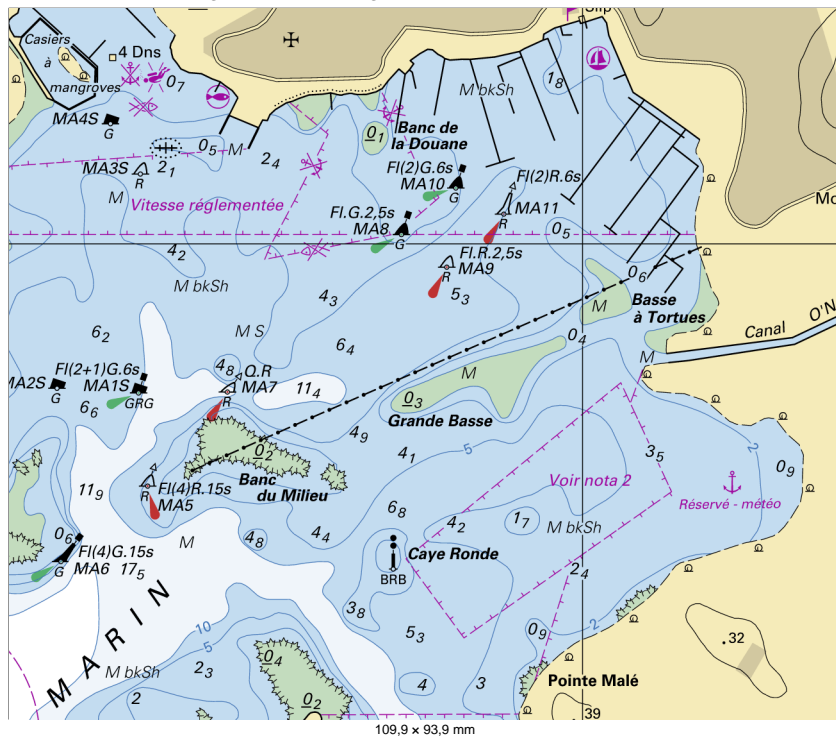 Slip
Casiers
à
mangroves
4 Dns
0₇
1₈
M bkSh
MA4S
G
0₅
M
0₁
Banc de
la Douane
2₄
MA3S
R
2₁
Fl(2)G.6s
MA10
G
Fl(2)R.6s
MA11
R
M
Vitesse réglementée
Fl.G.2,5s
MA8
G
0₅
4₂
Fl.R.2,5s
MA9
R
0₆
M bkSh
4₃
5₃
M
Basse
à Tortues
6₂
M S
6₄
0₄
Canal
O'N
M
MA2S
G
Fl(2+1)G.6s
MA1S
GRG
4₈
Q.R
MA7
R
11₄
M
6₆
0₃
Grande Basse
4₉
0₂
4₁
5
2
3₅
11₉
Fl(4)R.15s
MA5
R
Banc
du Milieu
Voir nota 2
0₉
Réservé - météo
6₈
4₂
1₇
M bkSh
0₆
Fl(4)G.15s
MA6
G
17₅
M
4₈
4₄
Caye Ronde
BRB
2₄
MARIN
3₈
10
5
5₃
0₉
2
32
M bkSh
2₃
0₄
2
0₂
4
3
Pointe Malé
39
109,9 × 93,9 mm